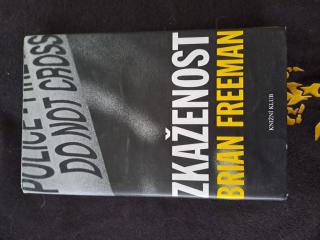 POLICE LINE
DO NOT CROSS
ZKAŽENOST
BRIAN FREEMAN
KNIŽNÍ KLUB